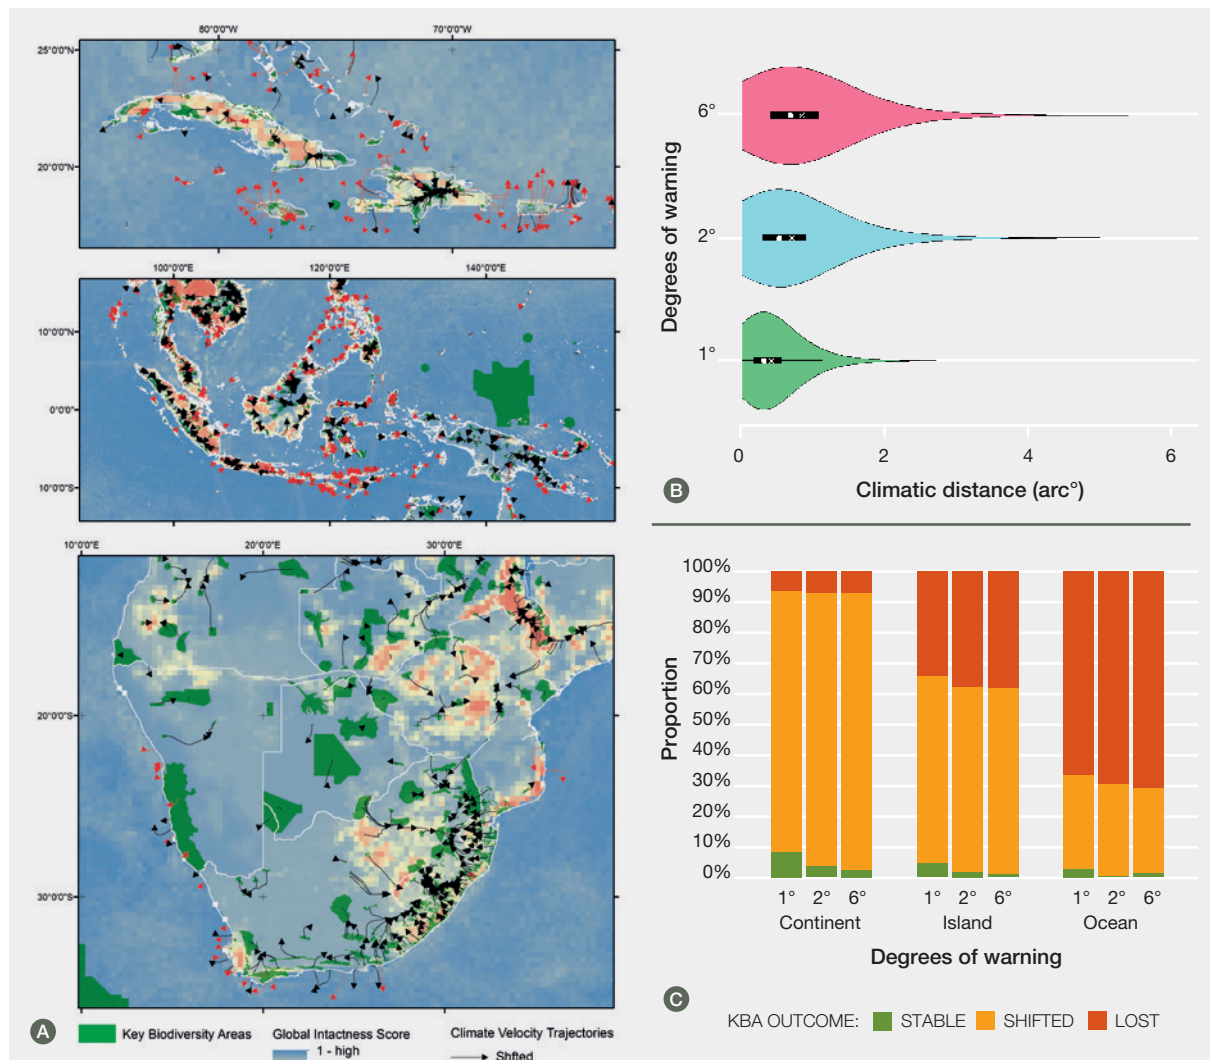 80°0'0"W 70°0'0"W
25°0'0"N
20°0'0"N
100°0'0"E 120°0'0"E 140°0'0"E
10°0'0"N
0°0'0"
10°0'0"S
10°0'0"E 20°0'0"E 30°0'0"E
20°0'0"S
30°0'0"S
A
Key Biodiversity Areas
Global Intactness Score
1 - high
Climate Velocity Trajectories
Shfted
Degrees of warning
6°
2°
1°
0 2 4 6
Climatic distance (arc°)
B
Proportion
100%
90%
80%
70%
60%
50%
40%
30%
20%
10%
0%
1° 2° 6° 1° 2° 6° 1° 2° 6°
Continent Island Ocean
Degrees of warning
C
KBA OUTCOME: STABLE SHIFTED LOST